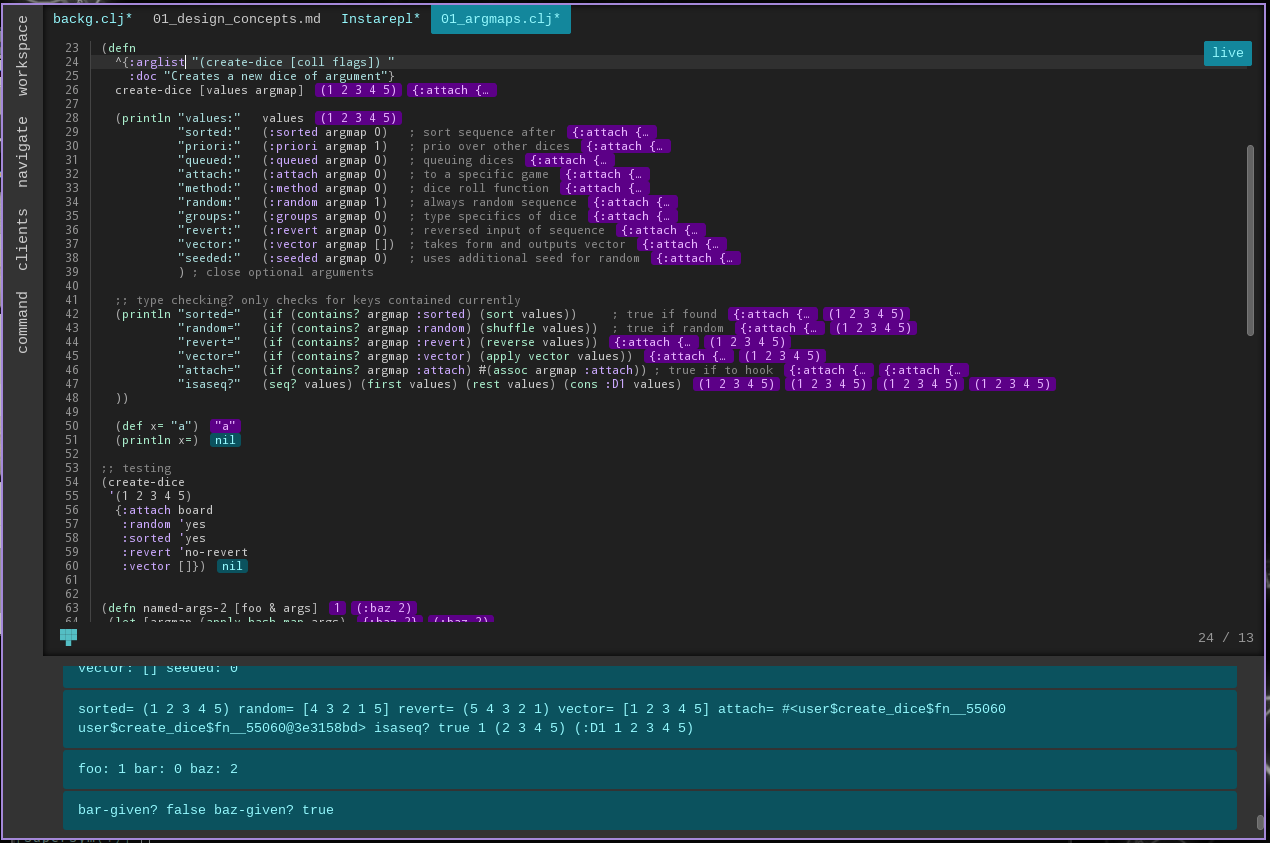 workspace
navigate
clients
command
backg.clj* 01_design_concepts.md Instarepl* 01_argmaps.clj*
live
23 (defn
24 ^{:arglist "(create-dice [coll flags]) "
25 :doc "Creates a new dice of argument"}
26 create-dice [values argmap] (1 2 3 4 5) {:attach {…
27
28 (println "values:" values (1 2 3 4 5)
29 "sorted:" (:sorted argmap 0) ; sort sequence after {:attach {…
30 "priori:" (:priori argmap 1) ; prio over other dices {:attach {…
31 "queued:" (:queued argmap 0) ; queuing dices {:attach {…
32 "attach:" (:attach argmap 0) ; to a specific game {:attach {…
33 "method:" (:method argmap 0) ; dice roll function {:attach {…
34 "random:" (:random argmap 1) ; always random sequence {:attach {…
35 "groups:" (:groups argmap 0) ; type specifics of dice {:attach {…
36 "revert:" (:revert argmap 0) ; reversed input of sequence {:attach {…
37 "vector:" (:vector argmap []) ; takes form and outputs vector {:attach {…
38 "seeded:" (:seeded argmap 0) ; uses additional seed for random {:attach {…
39 ) ; close optional arguments
40
41 ;; type checking? only checks for keys contained currently
42 (println "sorted=" (if (contains? argmap :sorted) (sort values)) ; true if found {:attach {… (1 2 3 4 5)
43 "random=" (if (contains? argmap :random) (shuffle values)) ; true if random {:attach {… (1 2 3 4 5)
44 "revert=" (if (contains? argmap :revert) (reverse values)) {:attach {… (1 2 3 4 5)
45 "vector=" (if (contains? argmap :vector) (apply vector values)) {:attach {… (1 2 3 4 5)
46 "attach=" (if (contains? argmap :attach) #(assoc argmap :attach)) ; true if to hook {:attach {… {:attach {…
47 "isaseq?" (seq? values) (first values) (rest values) (cons :D1 values) (1 2 3 4 5) (1 2 3 4 5) (1 2 3 4 5) (1 2 3 4 5)
48 ))
49
50 (def x= "a") "a"
51 (println x=) nil
52
53 ;; testing
54 (create-dice
55 '(1 2 3 4 5)
56 {:attach board
57 :random 'yes
58 :sorted 'yes
59 :revert 'no-revert
60 :vector []}) nil
61
62
63 (defn named-args-2 [foo & args] 1 (:baz 2)
64 (let [argmap (apply hash-map args) {:baz 2} (:baz 2)
24 / 13
vector: [] seeded: 0
sorted= (1 2 3 4 5) random= [4 3 2 1 5] revert= (5 4 3 2 1) vector= [1 2 3 4 5] attach= #<user$create_dice$fn__55060
user$create_dice$fn__55060@3e3158bd> isaseq? true 1 (2 3 4 5) (:D1 1 2 3 4 5)
foo: 1 bar: 0 baz: 2
bar-given? false baz-given? true